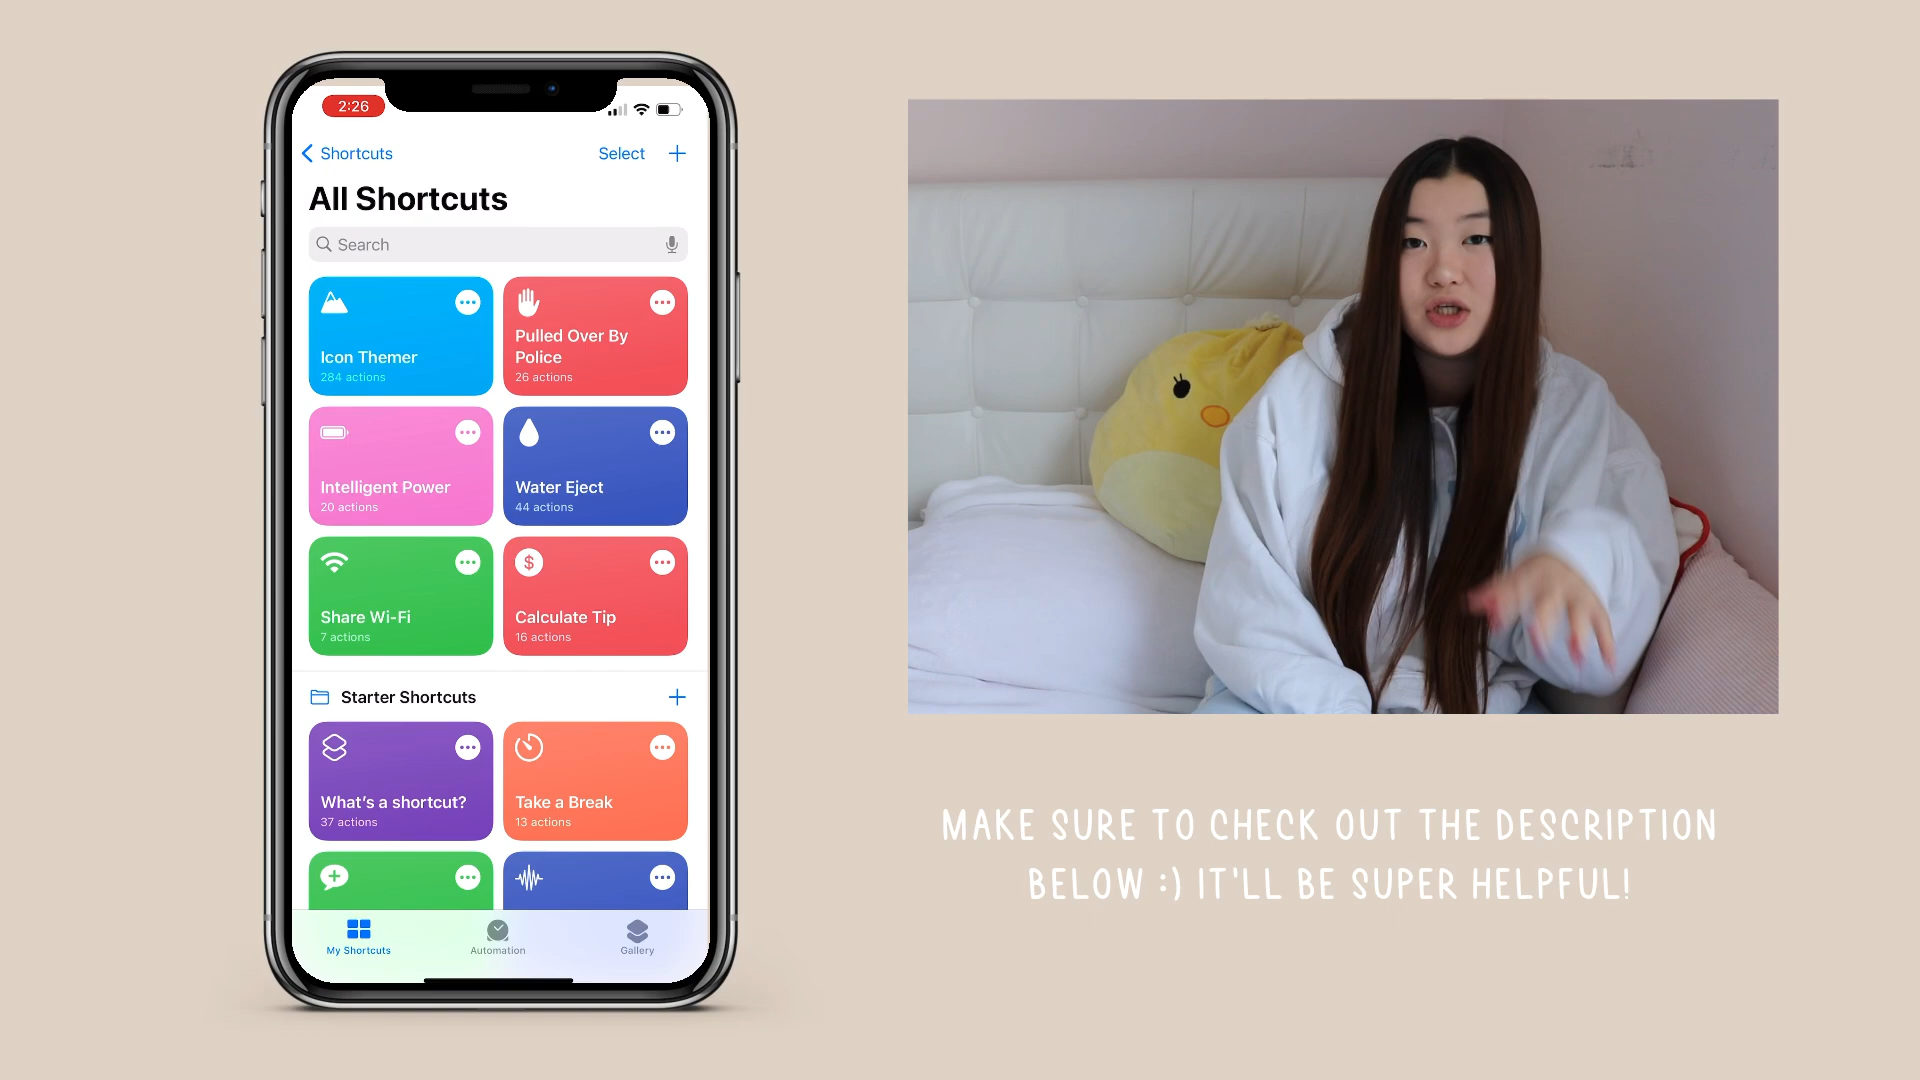 2:26
Shortcuts
Select
All Shortcuts
Search
Icon Themer
284 actions
Pulled Over By
Police
26 actions
Intelligent Power
20 actions
Water Eject
44 actions
Share Wi-Fi
7 actions
$
Calculate Tip
16 actions
Starter Shortcuts
What's a shortcut?
37 actions
Take a Break
13 actions
My Shortcuts
Automation
Gallery
MAKE SURE TO CHECK OUT THE DESCRIPTION
BELOW :) IT'LL BE SUPER HELPFUL!